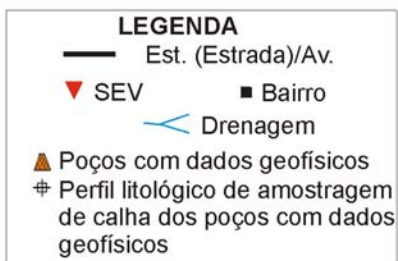 LEGENDA
Est. (Estrada)/Av.
SEV Bairro
Drenagem
Poços com dados geofísicos
Perfil litológico de amostragem
de calha dos poços com dados
geofísicos